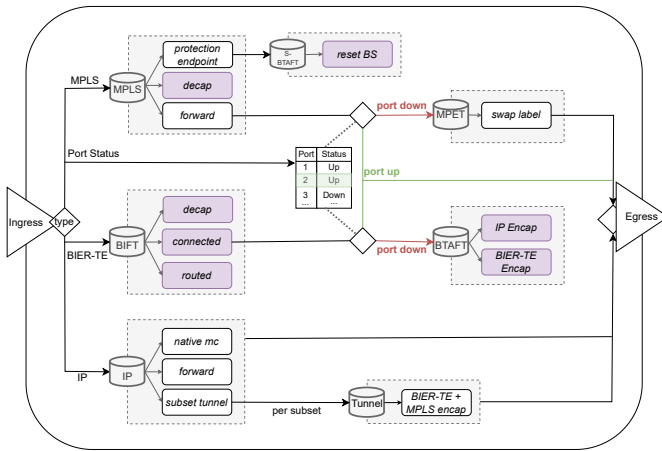 protection
endpoint
decap
forward
MPLS
MPLS
S-
BTAFT
reset BS
port down
MPET
swap label
Port Status
Port Status
1 Up
2 Up
3 Down
... ...
port up
Ingress
type
Egress
BIER-TE
BIFT
decap
connected
routed
port down
BTAFT
IP Encap
BIER-TE
Encap
IP
IP
native mc
forward
subset tunnel
per subset
Tunnel
BIER-TE +
MPLS encap